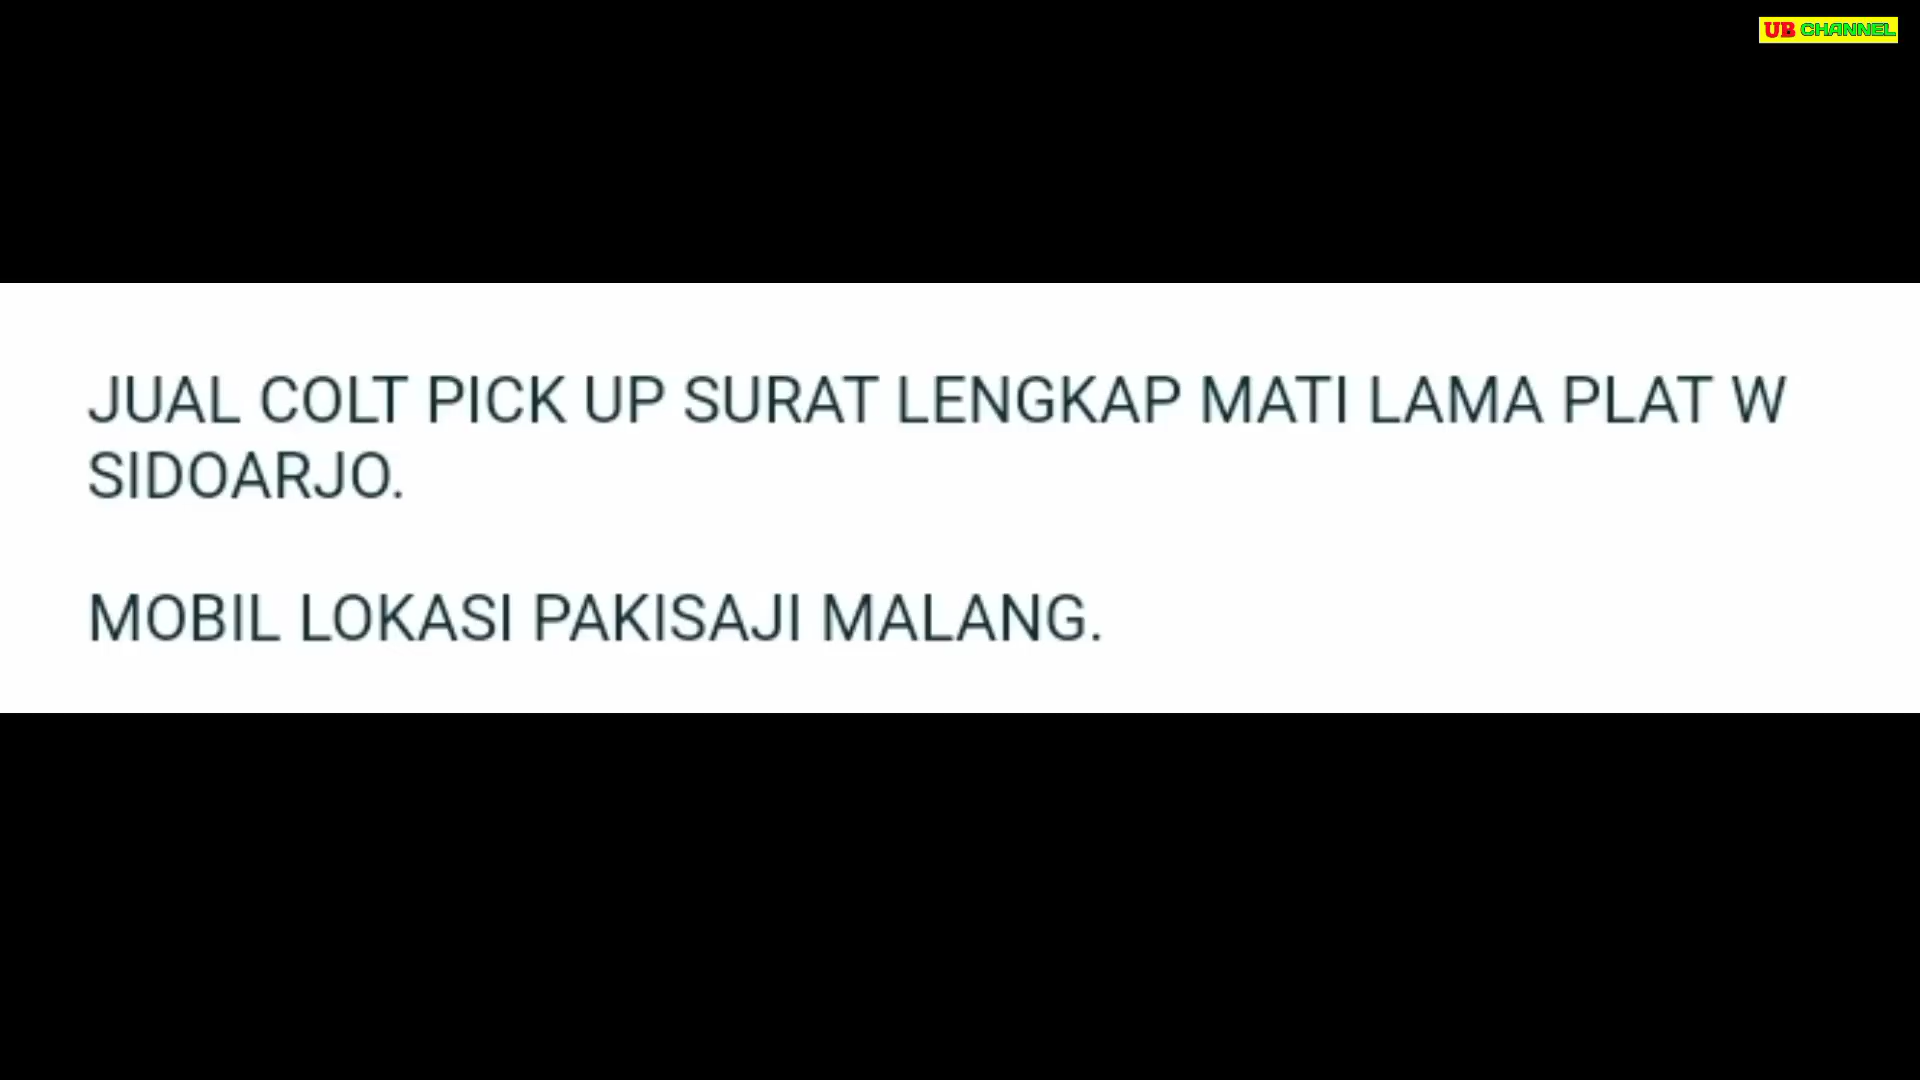 UB CHANNEL
JUAL COLT PICK UP SURAT LENGKAP MATI LAMA PLAT W
SIDOARJO.
MOBIL LOKASI PAKISAJI MALANG.